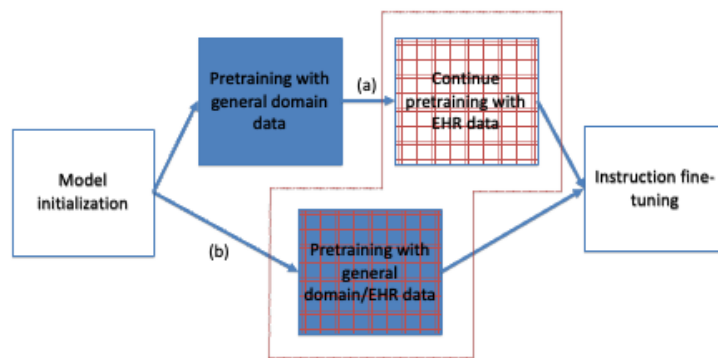 Pretraining with
general domain
data
(a)
Continue
pretraining with
EHR data
Model
initialization
Instruction fine-
tuning
(b)
Pretraining with
general
domain/EHR data